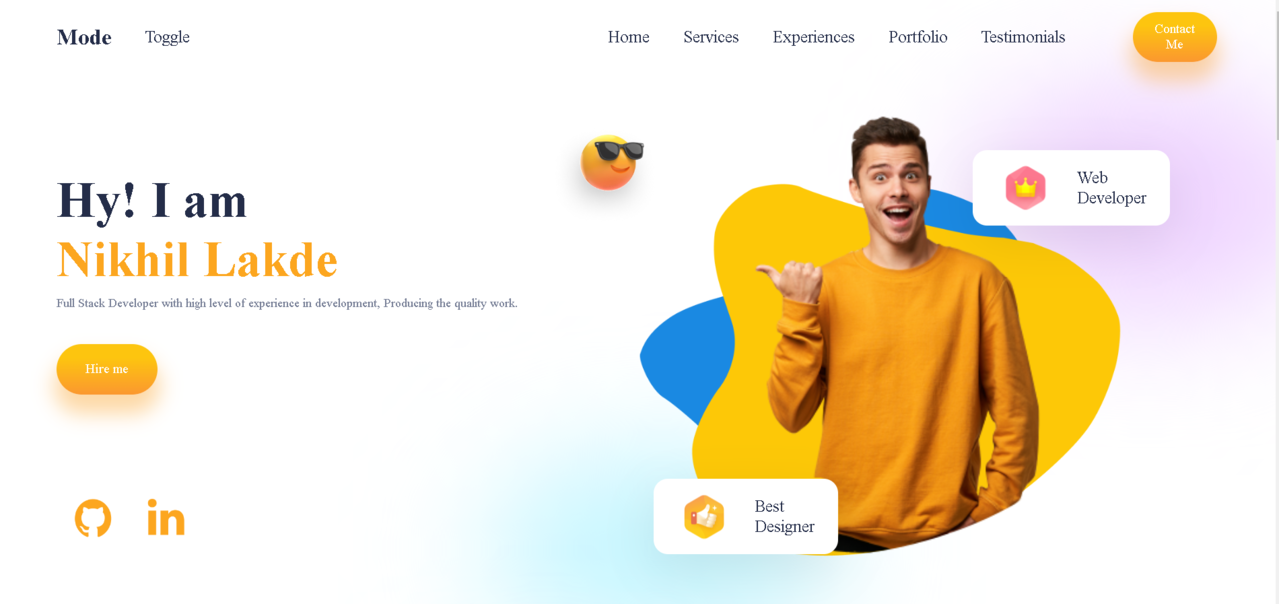 Mode Toggle Home Services Experiences Portfolio Testimonials Contact
Me
Hy! I am
Nikhil Lakde
Full Stack Developer with high level of experience in development, Producing the quality work.
Hire me
Web
Developer
Best
Designer
in